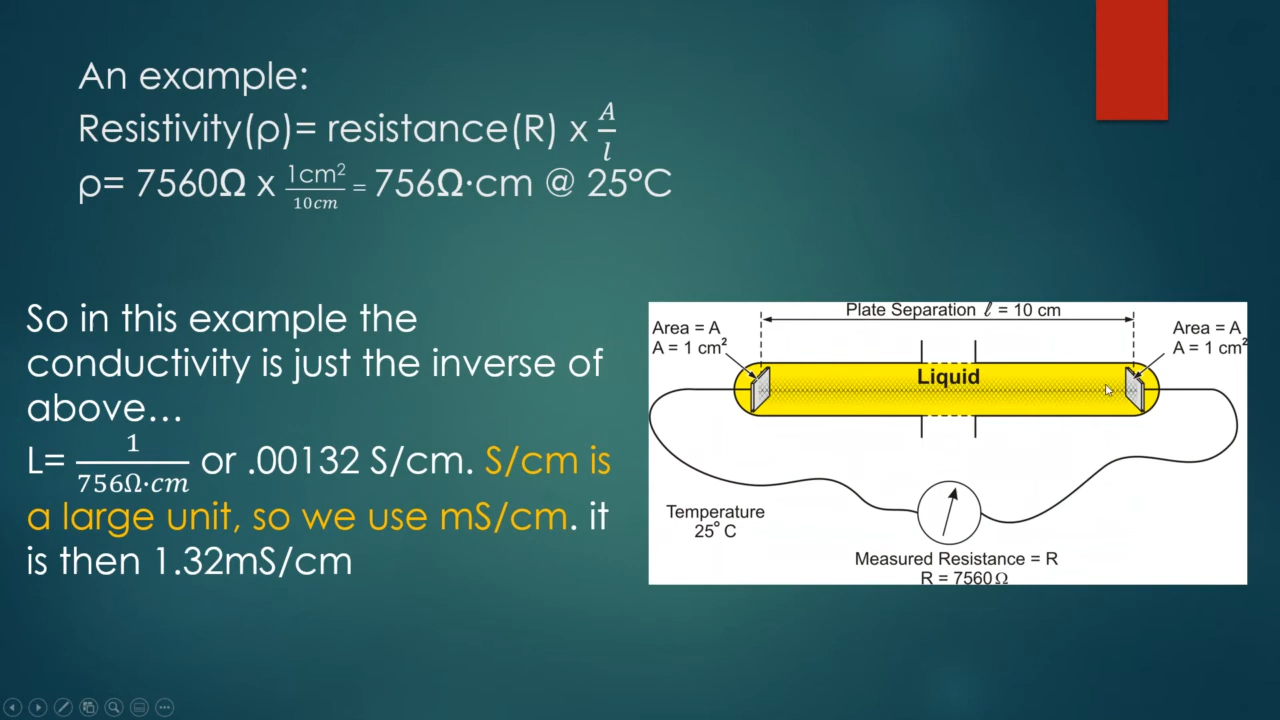 An example:
Resistivity(ρ)= resistance(R) x A/l
ρ= 7560Ω x 1cm²/10cm = 756Ω·cm @ 25°C
So in this example the
conductivity is just the inverse of
above…
L= 1/756Ω·cm or .00132 S/cm. S/cm is
a large unit, so we use mS/cm. it
is then 1.32mS/cm
Plate Separation ℓ = 10 cm
Area = A
A = 1 cm²
Area = A
A = 1 cm²
Liquid
Temperature
25° C
Measured Resistance = R
R = 7560Ω